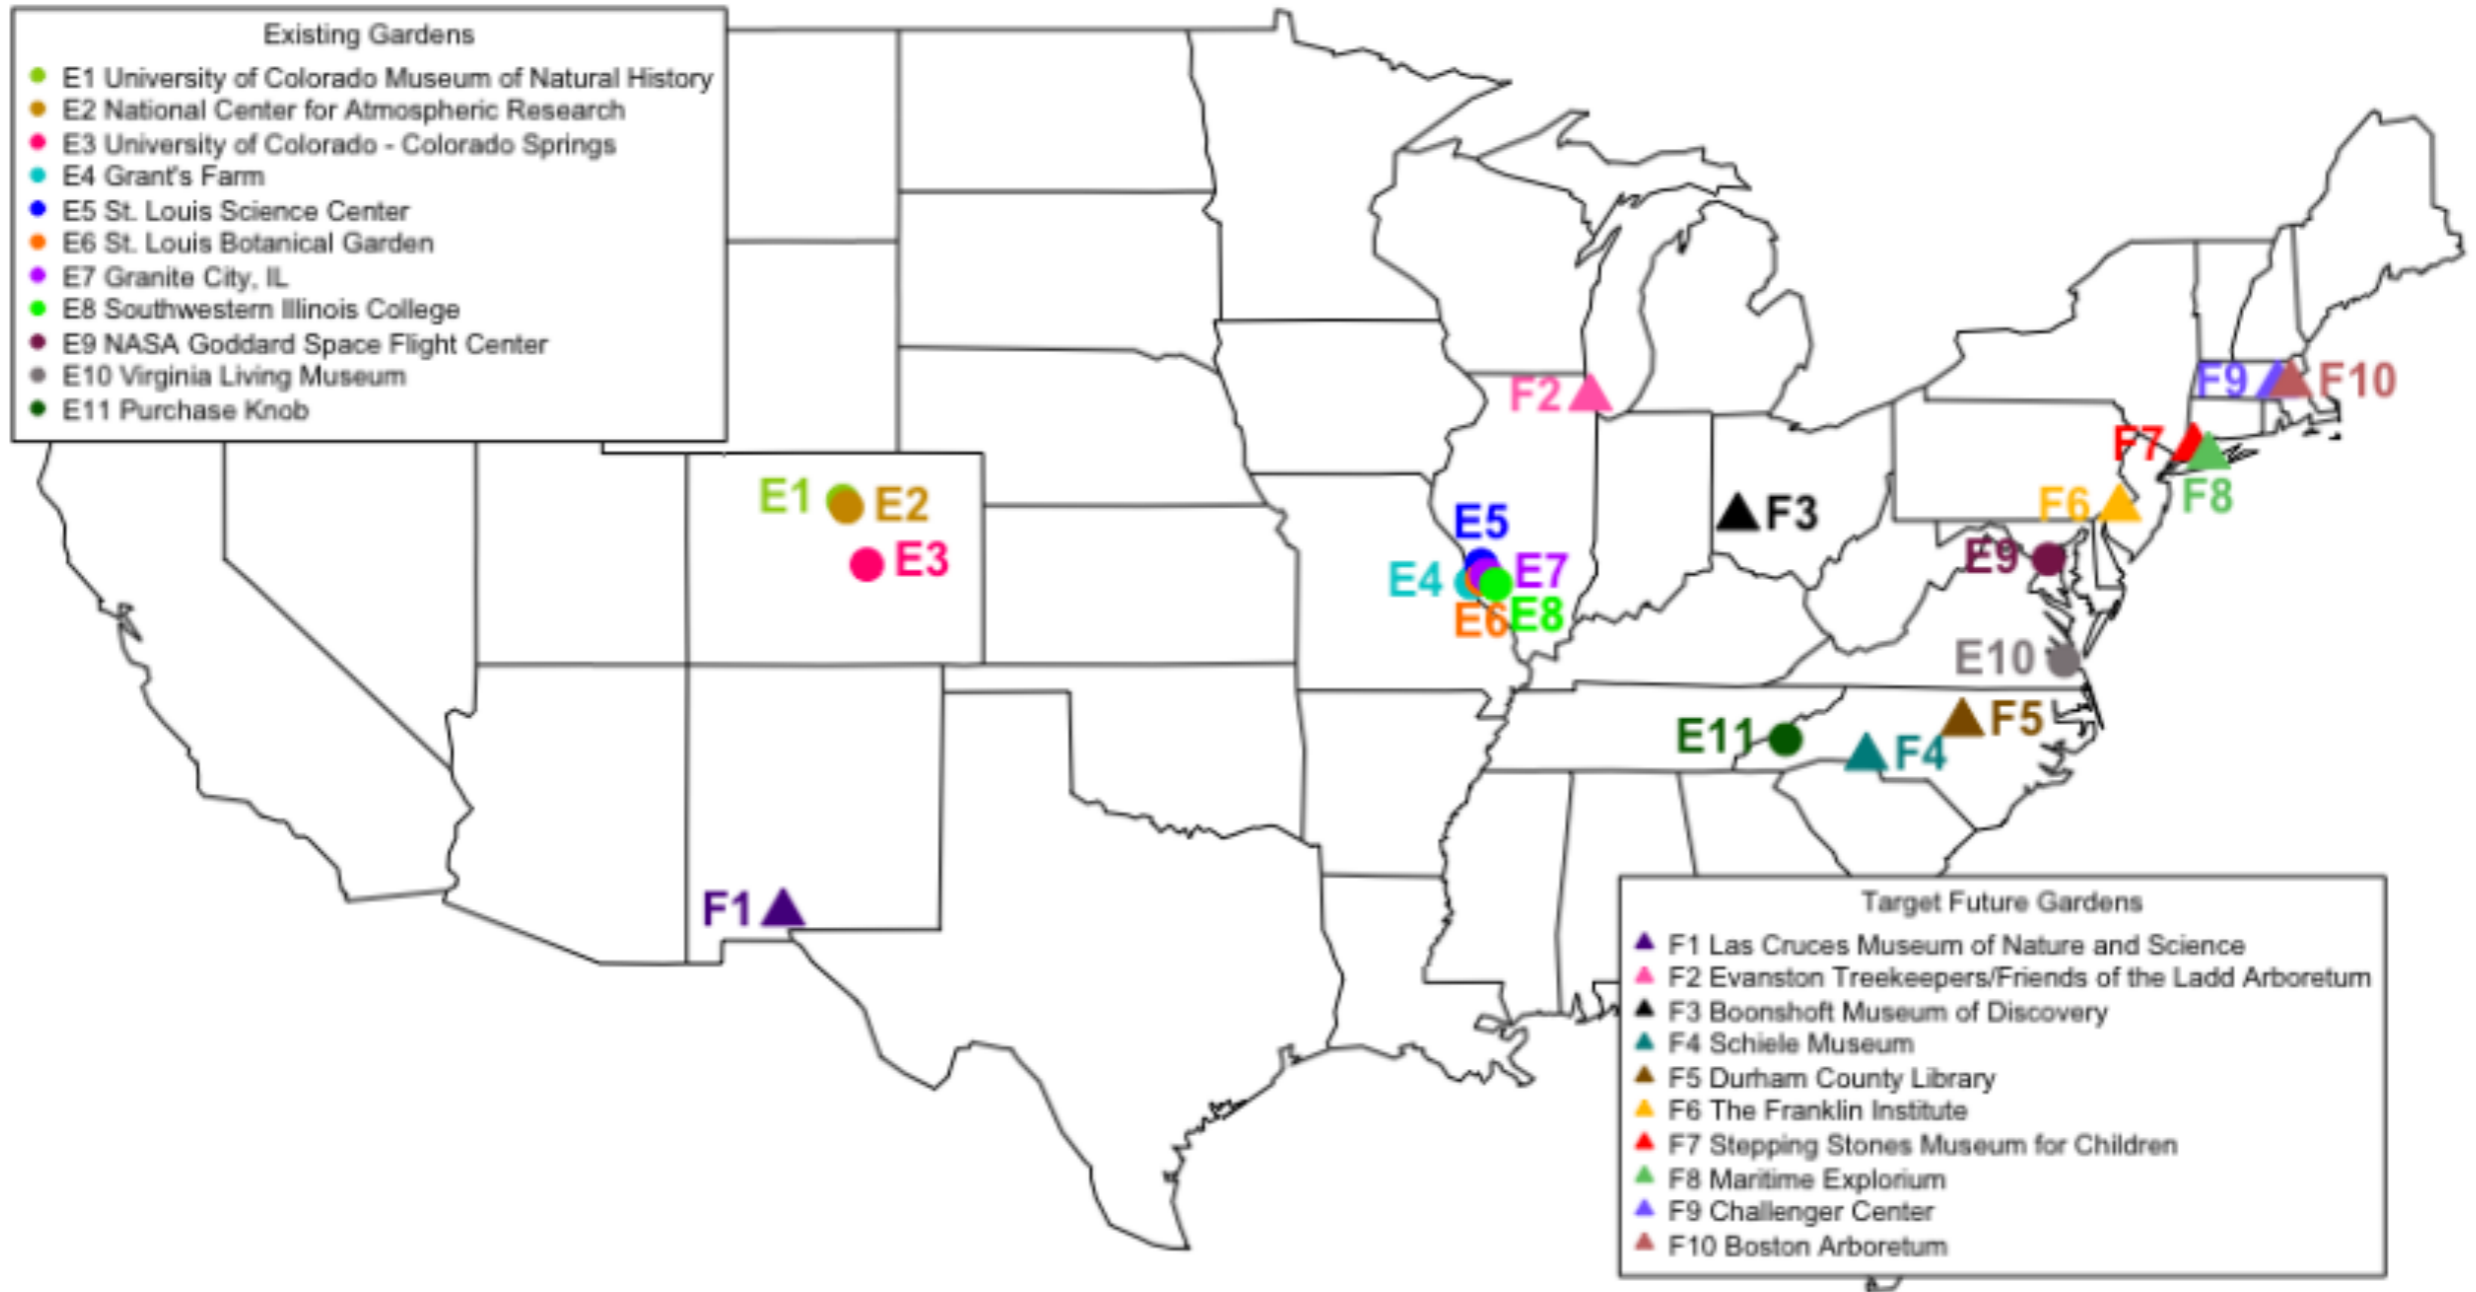 Existing Gardens
E1 University of Colorado Museum of Natural History
E2 National Center for Atmospheric Research
E3 University of Colorado - Colorado Springs
E4 Grant's Farm
E5 St. Louis Science Center
E6 St. Louis Botanical Garden
E7 Granite City, IL
E8 Southwestern Illinois College
E9 NASA Goddard Space Flight Center
E10 Virginia Living Museum
E11 Purchase Knob
F2
F9
F10
F7
F8
E1
E2
F6
F3
E5
E3
E9
E4
E7
E6
E8
E10
F5
E11
F4
F1
Target Future Gardens
F1 Las Cruces Museum of Nature and Science
F2 Evanston Treekeepers/Friends of the Ladd Arboretum
F3 Boonshoft Museum of Discovery
F4 Schiele Museum
F5 Durham County Library
F6 The Franklin Institute
F7 Stepping Stones Museum for Children
F8 Maritime Explorium
F9 Challenger Center
F10 Boston Arboretum